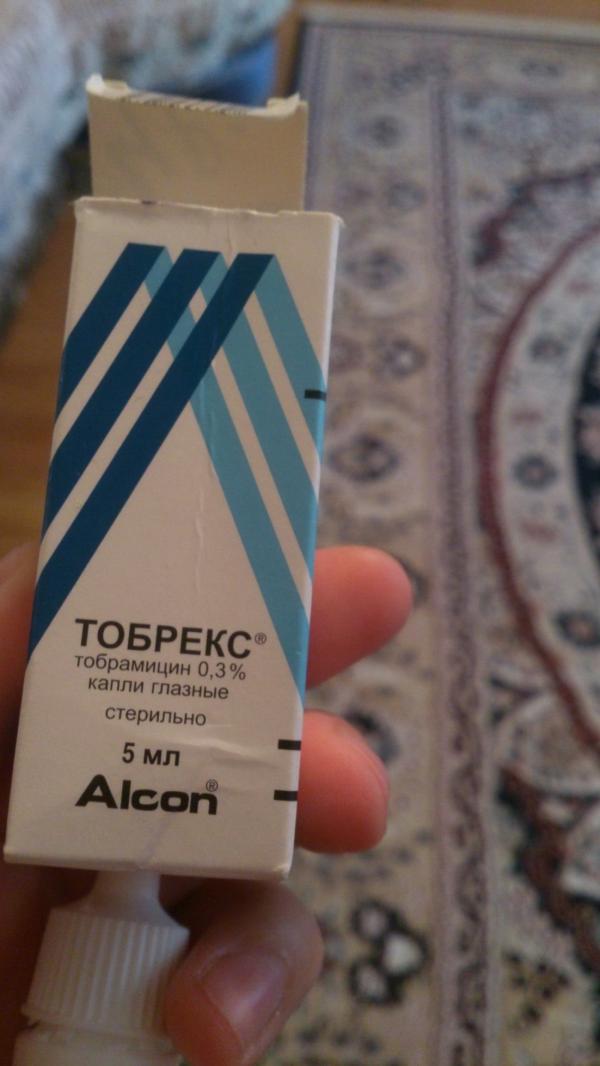 ТОБРЕКС®
тобрамицин 0,3%
капли глазные
стерильно
5 мл
Alcon®